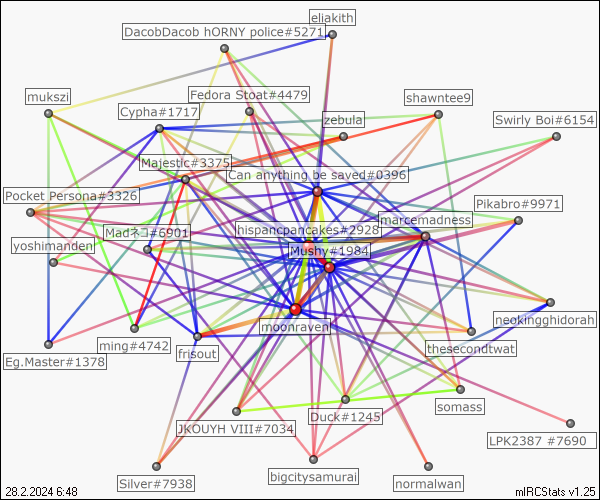 eliakith
DacobDacob hORNY police#5271
mukszi
Fedora Stoat#4479
shawntee9
Cypha#1717
zebula
Swirly Boi#6154
Majestic#3375
Can anything be saved#0396
Pocket Persona#3326
Pikabro#9971
marcemadness
hispancpancakes#2928
Madネコ#6901
yoshimanden
Mushy#1984
neokingghidorah
moonraven
ming#4742
frisout
thesecondtwat
Eg.Master#1378
somass
Duck#1245
JKOUYH VIII#7034
LPK2387 #7690
bigcitysamurai
normalwan
Silver#7938
28.2.2024 6:48
mIRCStats v1.25